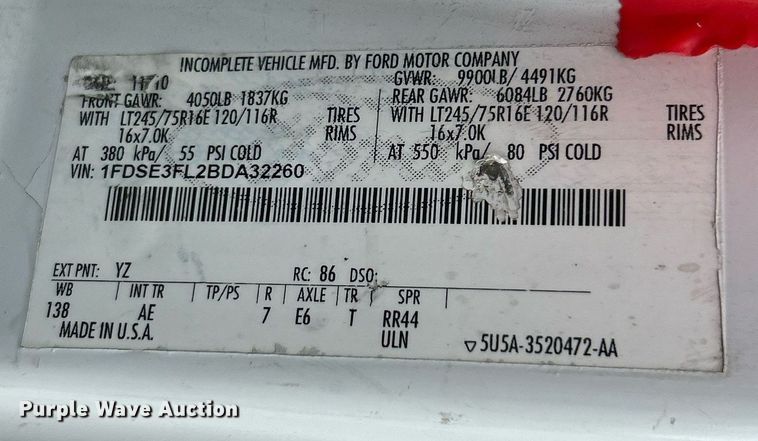 INCOMPLETE VEHICLE MFD. BY FORD MOTOR COMPANY
DATE: 11/10 GVWR: 9900LB/ 4491KG
FRONT GAWR: 4050LB 1837KG REAR GAWR: 6084LB 2760KG
WITH LT245/75R16E 120/116R TIRES WITH LT245/75R16E 120/116R TIRES
16x7.0K RIMS 16x7.0K RIMS
AT 380 kPa/ 55 PSI COLD AT 550 kPa/ 80 PSI COLD
VIN: 1FDSE3FL2BDA32260
EXT PNT: YZ RC: 86 DSO:
WB INT TR TP/PS R AXLE TR SPR
138 AE 7 E6 T RR44
MADE IN U.S.A. ULN
5U5A-3520472-AA
Purple Wave Auction